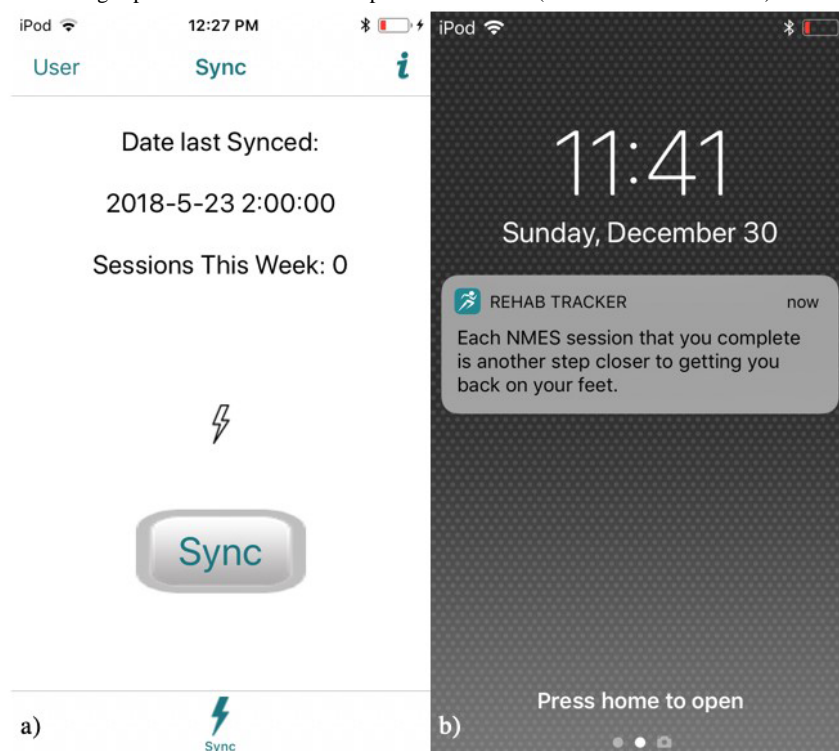 iPod 12:27 PM
User Sync i
Date last Synced:
2018-5-23 2:00:00
Sessions This Week: 0
Sync
a)
Sync
iPod
11:41
Sunday, December 30
REHAB TRACKER now
Each NMES session that you complete
is another step closer to getting you
back on your feet.
Press home to open
b)